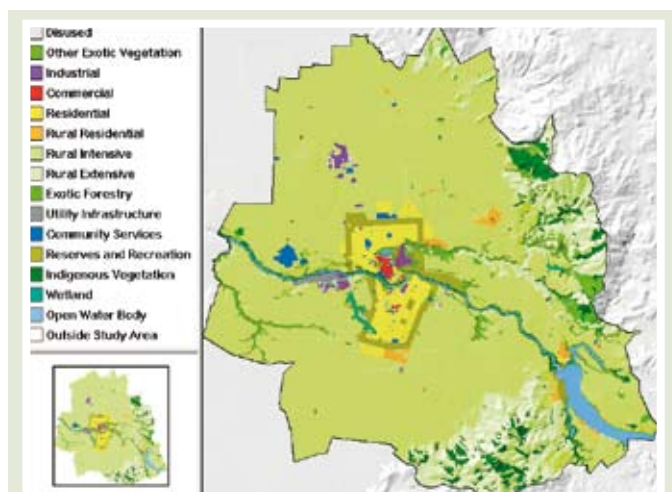 Disused
Other Exotic Vegetation
Industrial
Commercial
Residential
Rural Residential
Rural Intensive
Rural Extensive
Exotic Forestry
Utility Infrastructure
Community Services
Reserves and Recreation
Indigenous Vegetation
Wetland
Open Water Body
Outside Study Area